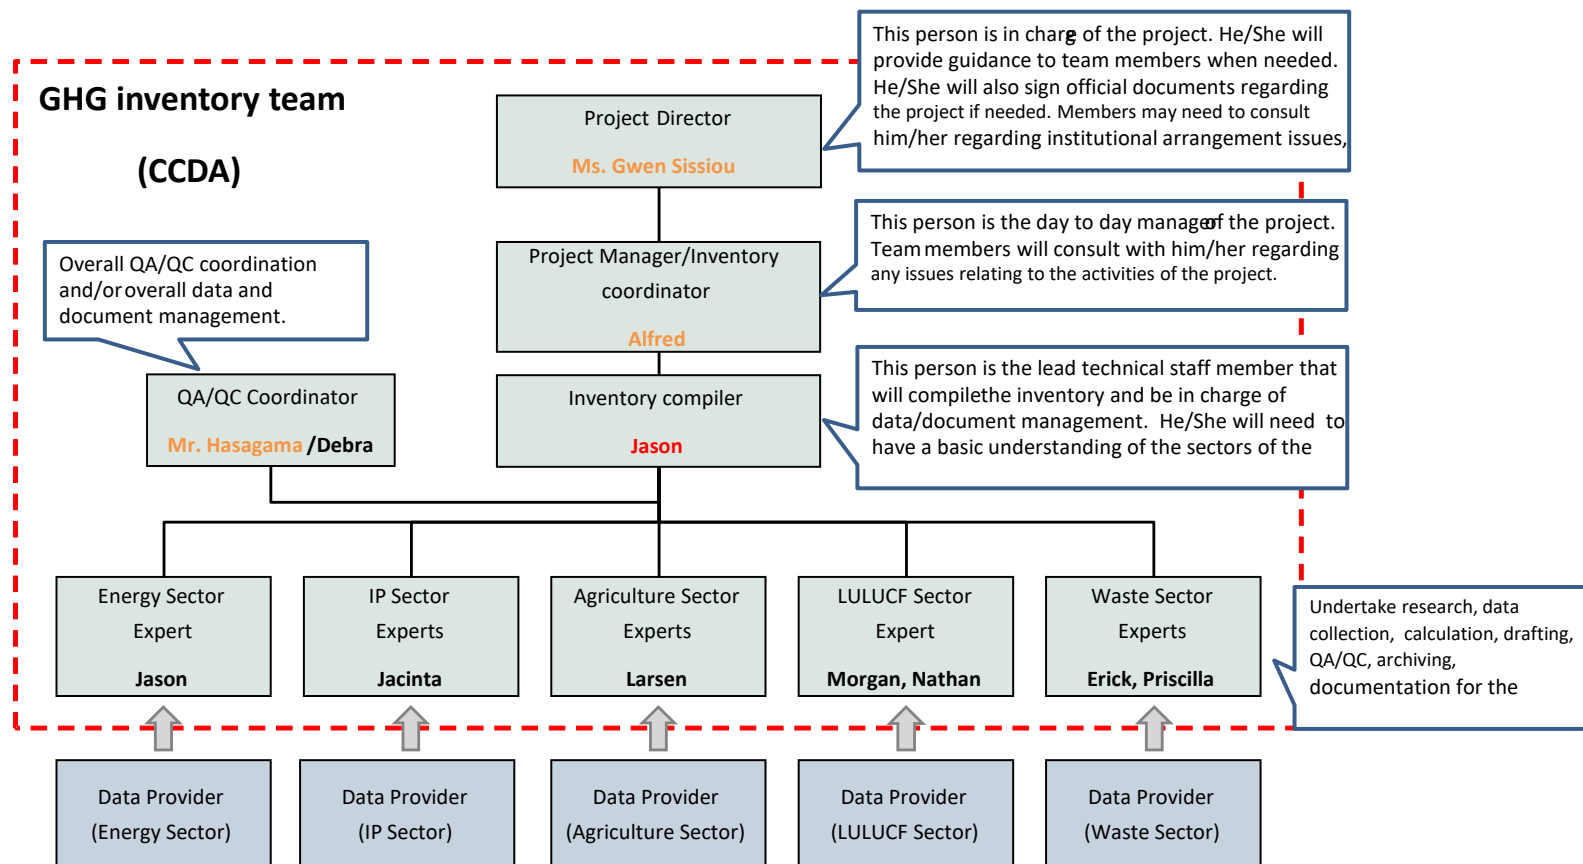 GHG inventory team
(CCDA)
Project Director
Ms. Gwen Sissiou
This person is in charge of the project. He/She will
provide guidance to team members when needed.
He/She will also sign official documents regarding
the project if needed. Members may need to consult
him/her regarding institutional arrangement issues,
Project Manager/Inventory
coordinator
Alfred
This person is the day to day manager of the project.
Team members will consult with him/her regarding
any issues relating to the activities of the project.
Overall QA/QC coordination
and/or overall data and
document management.
QA/QC Coordinator
Mr. Hasagama /Debra
Inventory compiler
Jason
This person is the lead technical staff member that
will compilethe inventory and be in charge of
data/document management. He/She will need to
have a basic understanding of the sectors of the
Energy Sector
Expert
Jason
IP Sector
Experts
Jacinta
Agriculture Sector
Experts
Larsen
LULUCF Sector
Expert
Morgan, Nathan
Waste Sector
Experts
Erick, Priscilla
Undertake research, data
collection, calculation, drafting,
QA/QC, archiving,
documentation for the
Data Provider
(Energy Sector)
Data Provider
(IP Sector)
Data Provider
(Agriculture Sector)
Data Provider
(LULUCF Sector)
Data Provider
(Waste Sector)